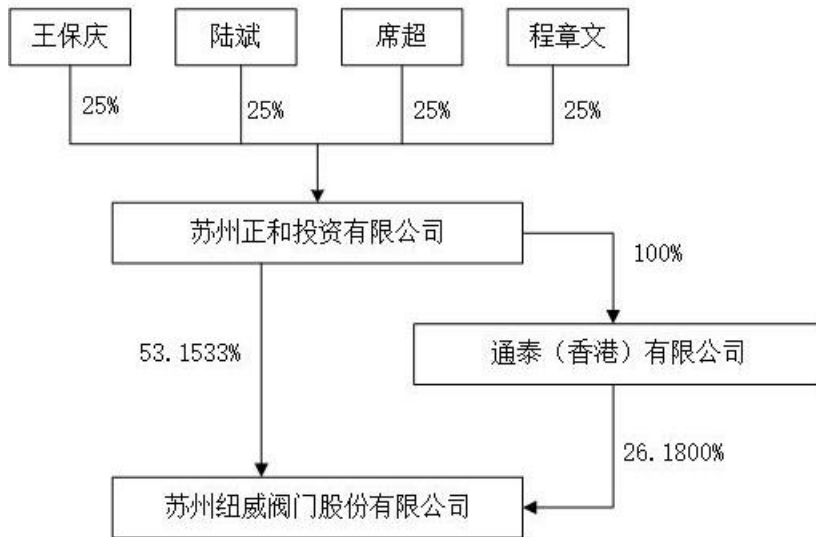 王保庆
陆斌
席超
程章文
25%
25%
25%
25%
苏州正和投资有限公司
100%
53.1533%
通泰（香港）有限公司
26.1800%
苏州纽威阀门股份有限公司